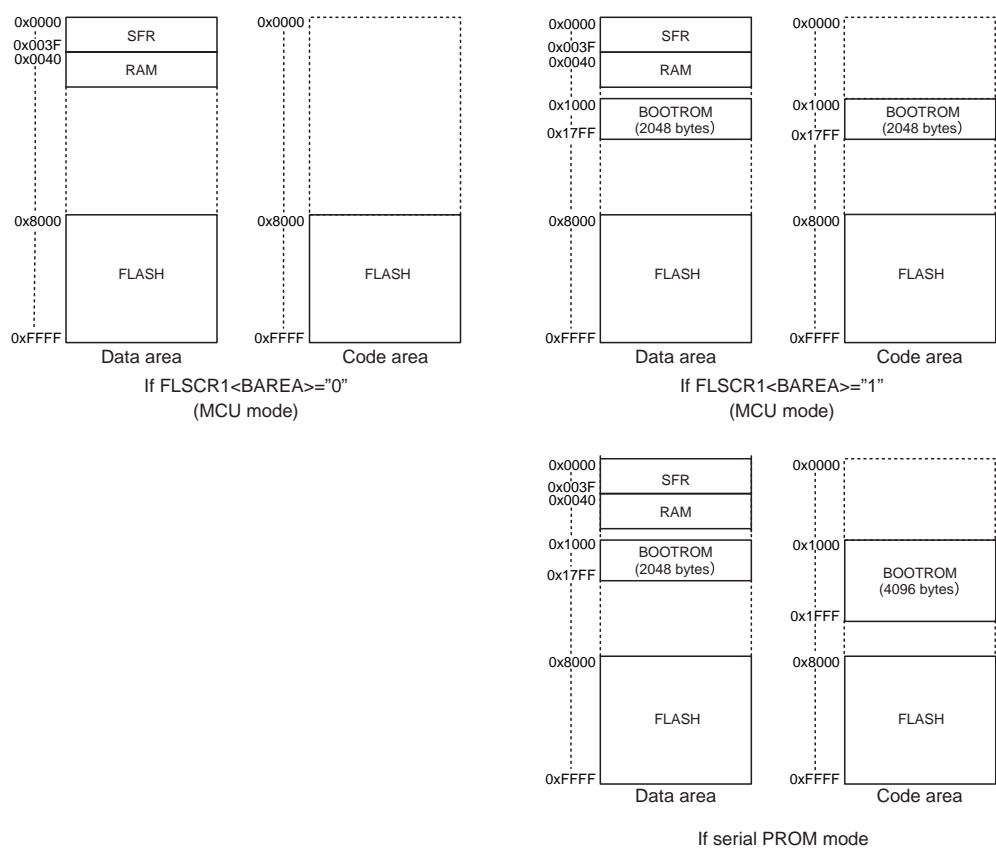 0x0000
SFR
0x003F
0x0040
RAM
0x8000
FLASH
0xFFFF
Data area
0x0000
0x8000
FLASH
0xFFFF
Code area
If FLSCR1<BAREA>=”0”
(MCU mode)
0x0000
SFR
0x003F
0x0040
RAM
0x1000
BOOTROM
(2048 bytes)
0x17FF
0x8000
FLASH
0xFFFF
Data area
0x0000
0x1000
BOOTROM
(2048 bytes)
0x17FF
0x8000
FLASH
0xFFFF
Code area
If FLSCR1<BAREA>=”1”
(MCU mode)
0x0000
SFR
0x003F
0x0040
RAM
0x1000
BOOTROM
(2048 bytes)
0x17FF
0x8000
FLASH
0xFFFF
Data area
0x0000
0x1000
BOOTROM
(4096 bytes)
0x1FFF
0x8000
FLASH
0xFFFF
Code area
If serial PROM mode